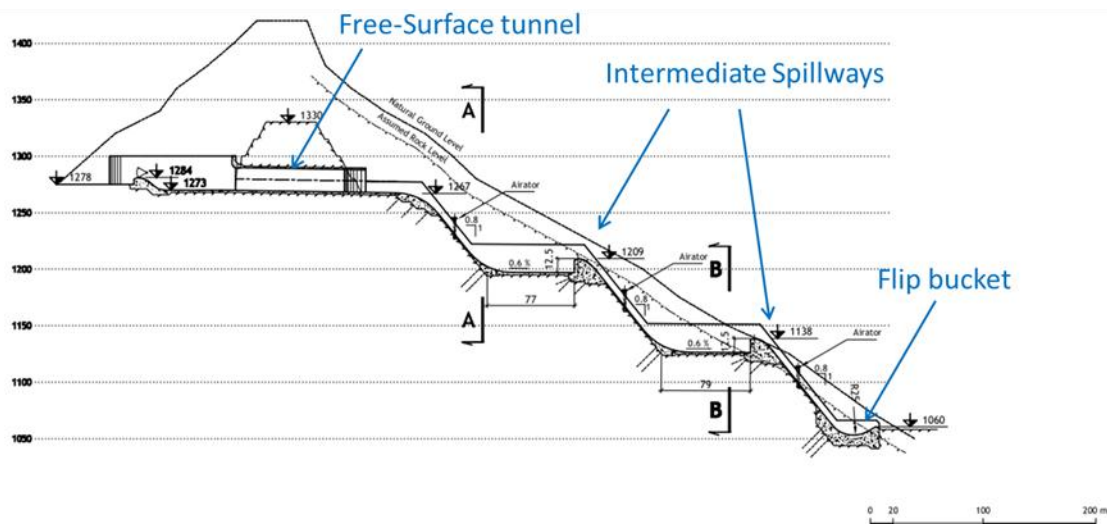 Free-Surface tunnel
1400
Intermediate Spillways
1350
A
Natural Ground Level
Assumed Rock Level
1330
1300
1284
1278
1273
1267
Airator
1250
0.8
1
Flip bucket
B
1209
Airator
12.5
1200
0.6 %
77
0.8
1
A
1150
1138
Airator
12.5
0.6 %
0.8
1
1100
79
B
R25
1060
1050
0 20 100 200 m